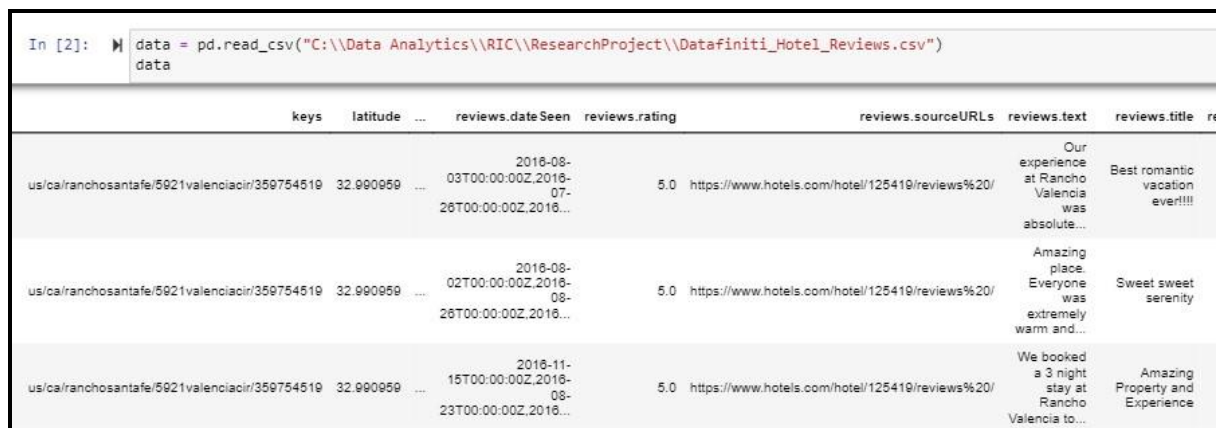 In [2]: data = pd.read_csv("C:\\Data Analytics\\RIC\\ResearchProject\\Datafiniti_Hotel_Reviews.csv")
data
keys latitude ... reviews.dateSeen reviews.rating reviews.sourceURLs reviews.text reviews.title re
us/ca/ranchosantafe/5921valenciacir/359754519 32.990959 ... 2016-08-
03T00:00:00Z,2016-
07-
26T00:00:00Z,2016... 5.0 https://www.hotels.com/hotel/125419/reviews%20/ Our
experience
at Rancho
Valencia
was
absolute... Best romantic
vacation
ever!!!!
us/ca/ranchosantafe/5921valenciacir/359754519 32.990959 ... 2016-08-
02T00:00:00Z,2016-
08-
26T00:00:00Z,2016... 5.0 https://www.hotels.com/hotel/125419/reviews%20/ Amazing
place.
Everyone
was
extremely
warm and... Sweet sweet
serenity
us/ca/ranchosantafe/5921valenciacir/359754519 32.990959 ... 2016-11-
15T00:00:00Z,2016-
08-
23T00:00:00Z,2016... 5.0 https://www.hotels.com/hotel/125419/reviews%20/ We booked
a 3 night
stay at
Rancho
Valencia to... Amazing
Property and
Experience